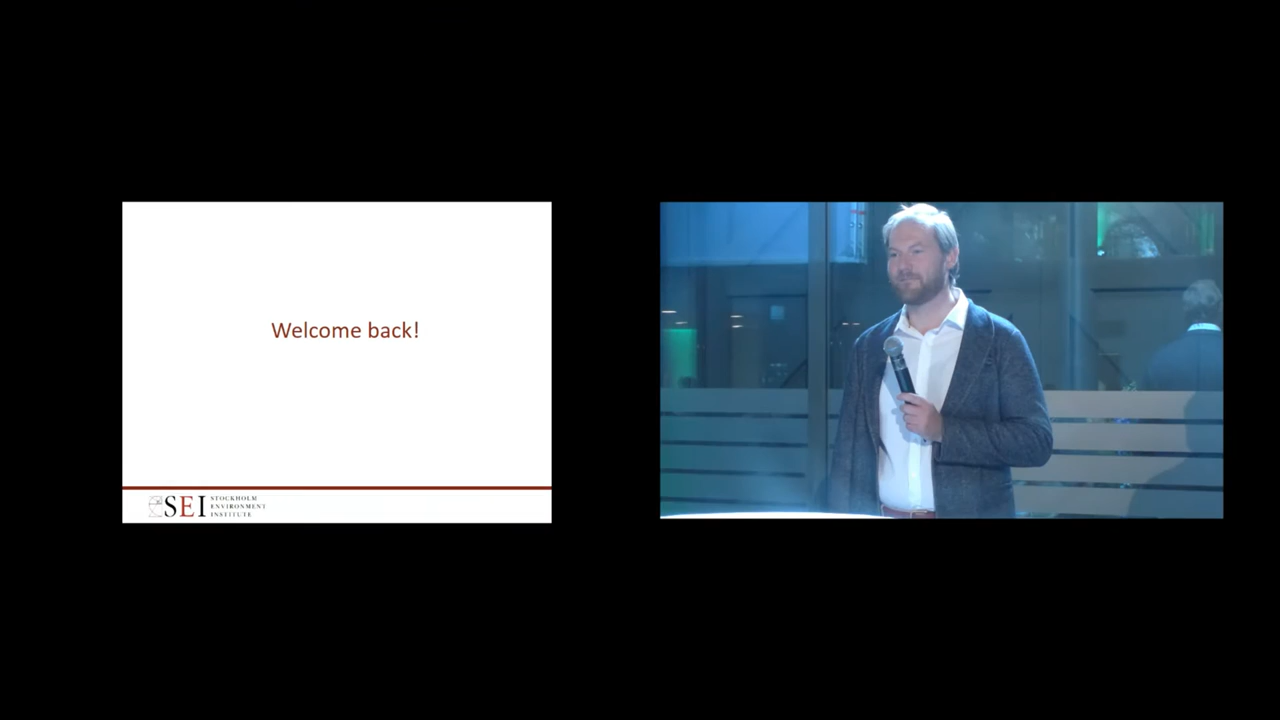 Welcome back!
SEI
STOCKHOLM
ENVIRONMENT
INSTITUTE